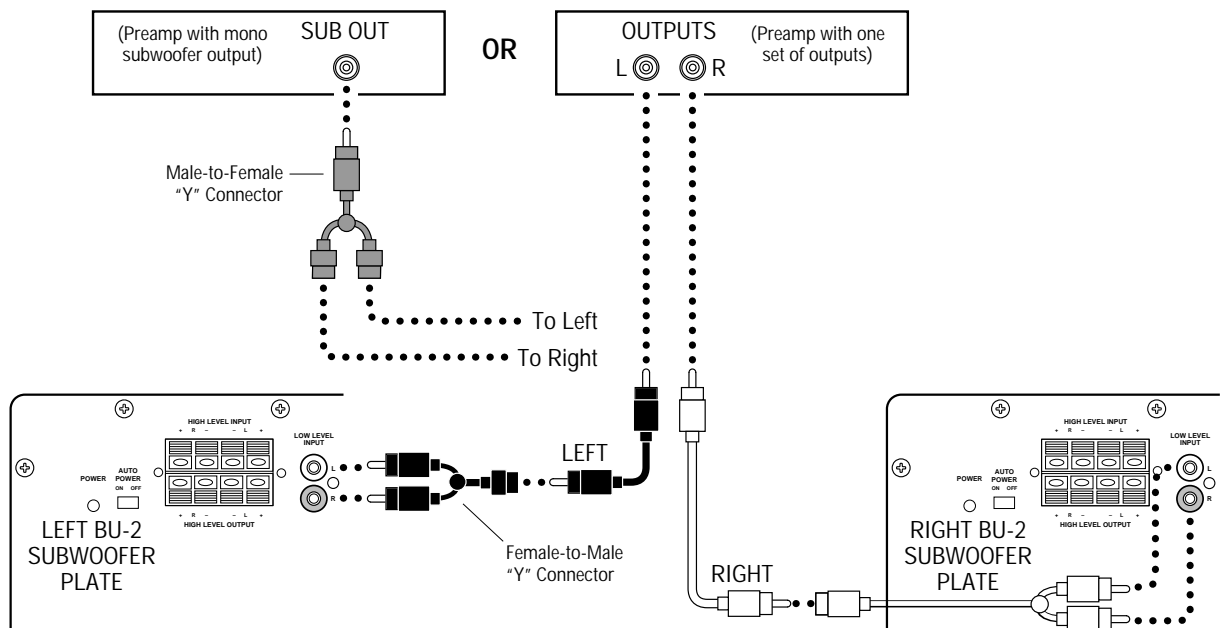 (Preamp with mono
subwoofer output)
SUB OUT
OR
OUTPUTS
(Preamp with one
set of outputs)
L
R
Male-to-Female
"Y" Connector
To Left
To Right
HIGH LEVEL INPUT
+ R – – L +
LOW LEVEL
INPUT
L
R
POWER
AUTO
POWER
ON OFF
+ R – – L +
HIGH LEVEL OUTPUT
LEFT BU-2
SUBWOOFER
PLATE
LEFT
Female-to-Male
"Y" Connector
RIGHT
HIGH LEVEL INPUT
+ R – – L +
LOW LEVEL
INPUT
L
R
POWER
AUTO
POWER
ON OFF
+ R – – L +
HIGH LEVEL OUTPUT
RIGHT BU-2
SUBWOOFER
PLATE